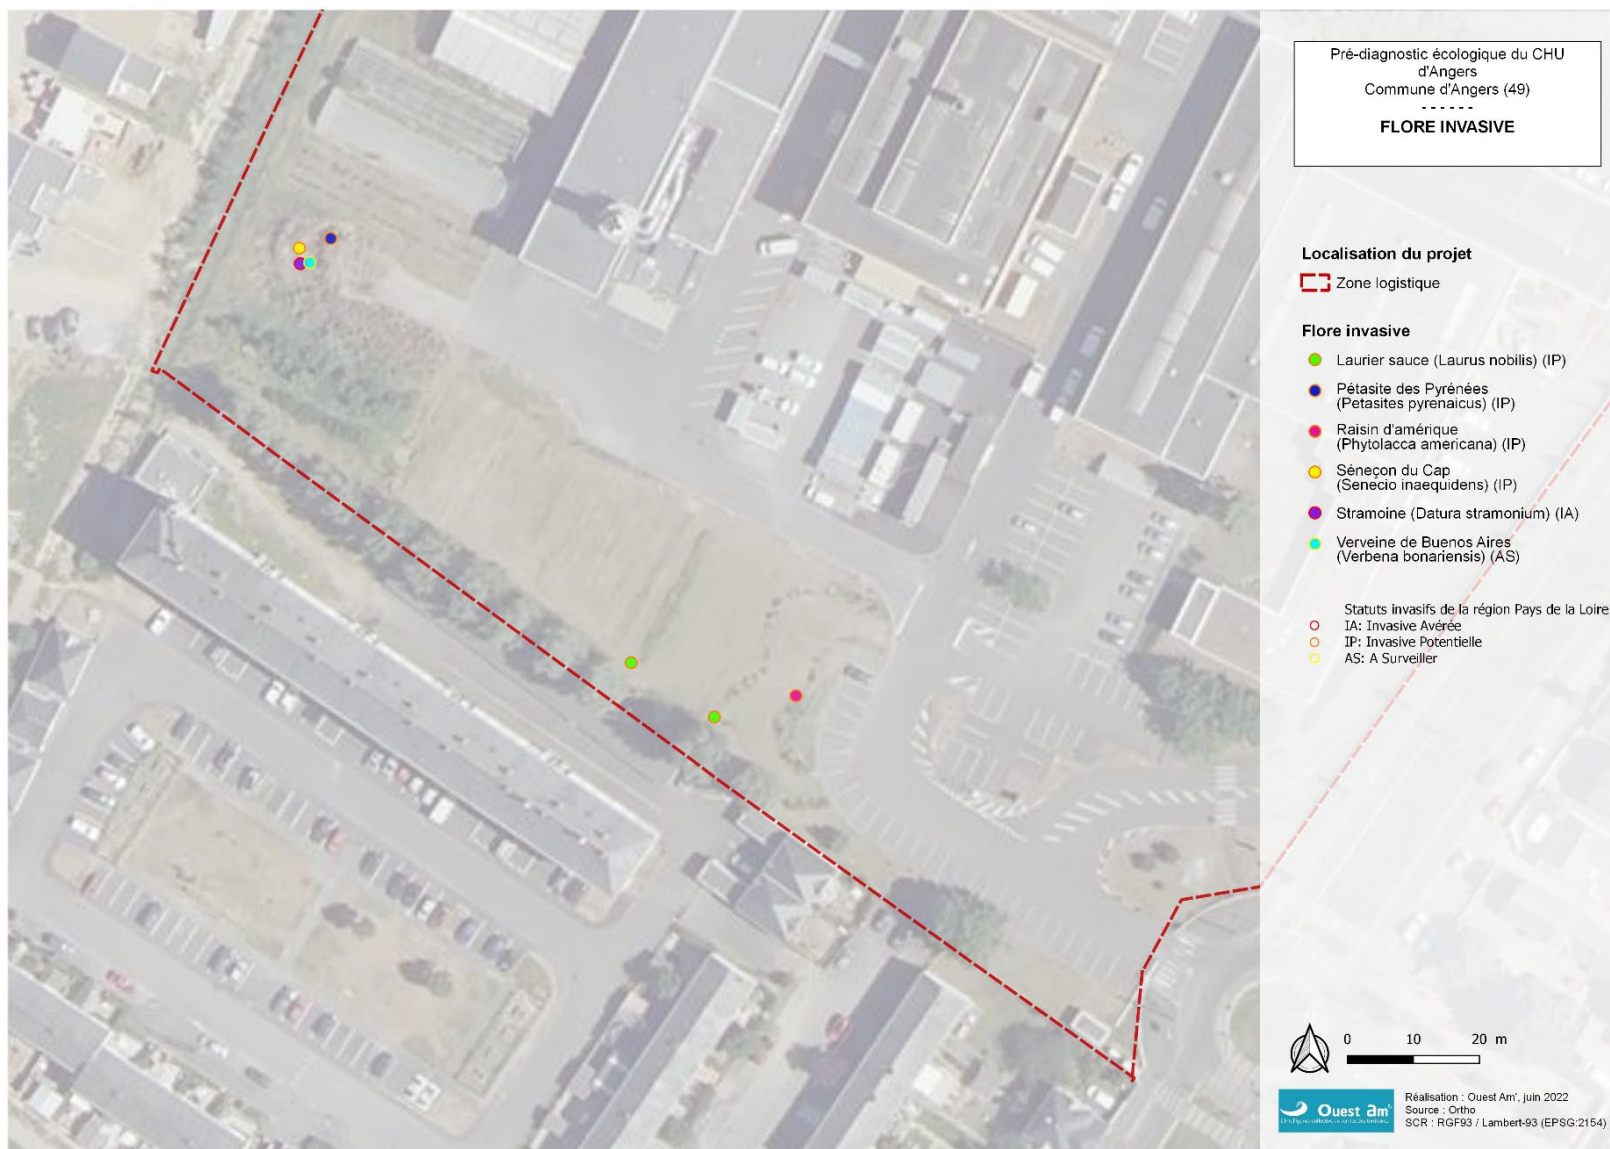 Pré-diagnostic écologique du CHU
d'Angers
Commune d'Angers (49)
- - - - - -
FLORE INVASIVE
Localisation du projet
Zone logistique
Flore invasive
Laurier sauce (Laurus nobilis) (IP)
Pétasite des Pyrénées
(Petasites pyrenaicus) (IP)
Raisin d'amérique
(Phytolacca americana) (IP)
Séneçon du Cap
(Senecio inaequidens) (IP)
Stramoine (Datura stramonium) (IA)
Verveine de Buenos Aires
(Verbena bonariensis) (AS)
Statuts invasifs de la région Pays de la Loire
IA: Invasive Avérée
IP: Invasive Potentielle
AS: A Surveiller
N
0 10 20 m
Ouest am'
Réalisation : Ouest Am', juin 2022
Source : Ortho
SCR : RGF93 / Lambert-93 (EPSG:2154)